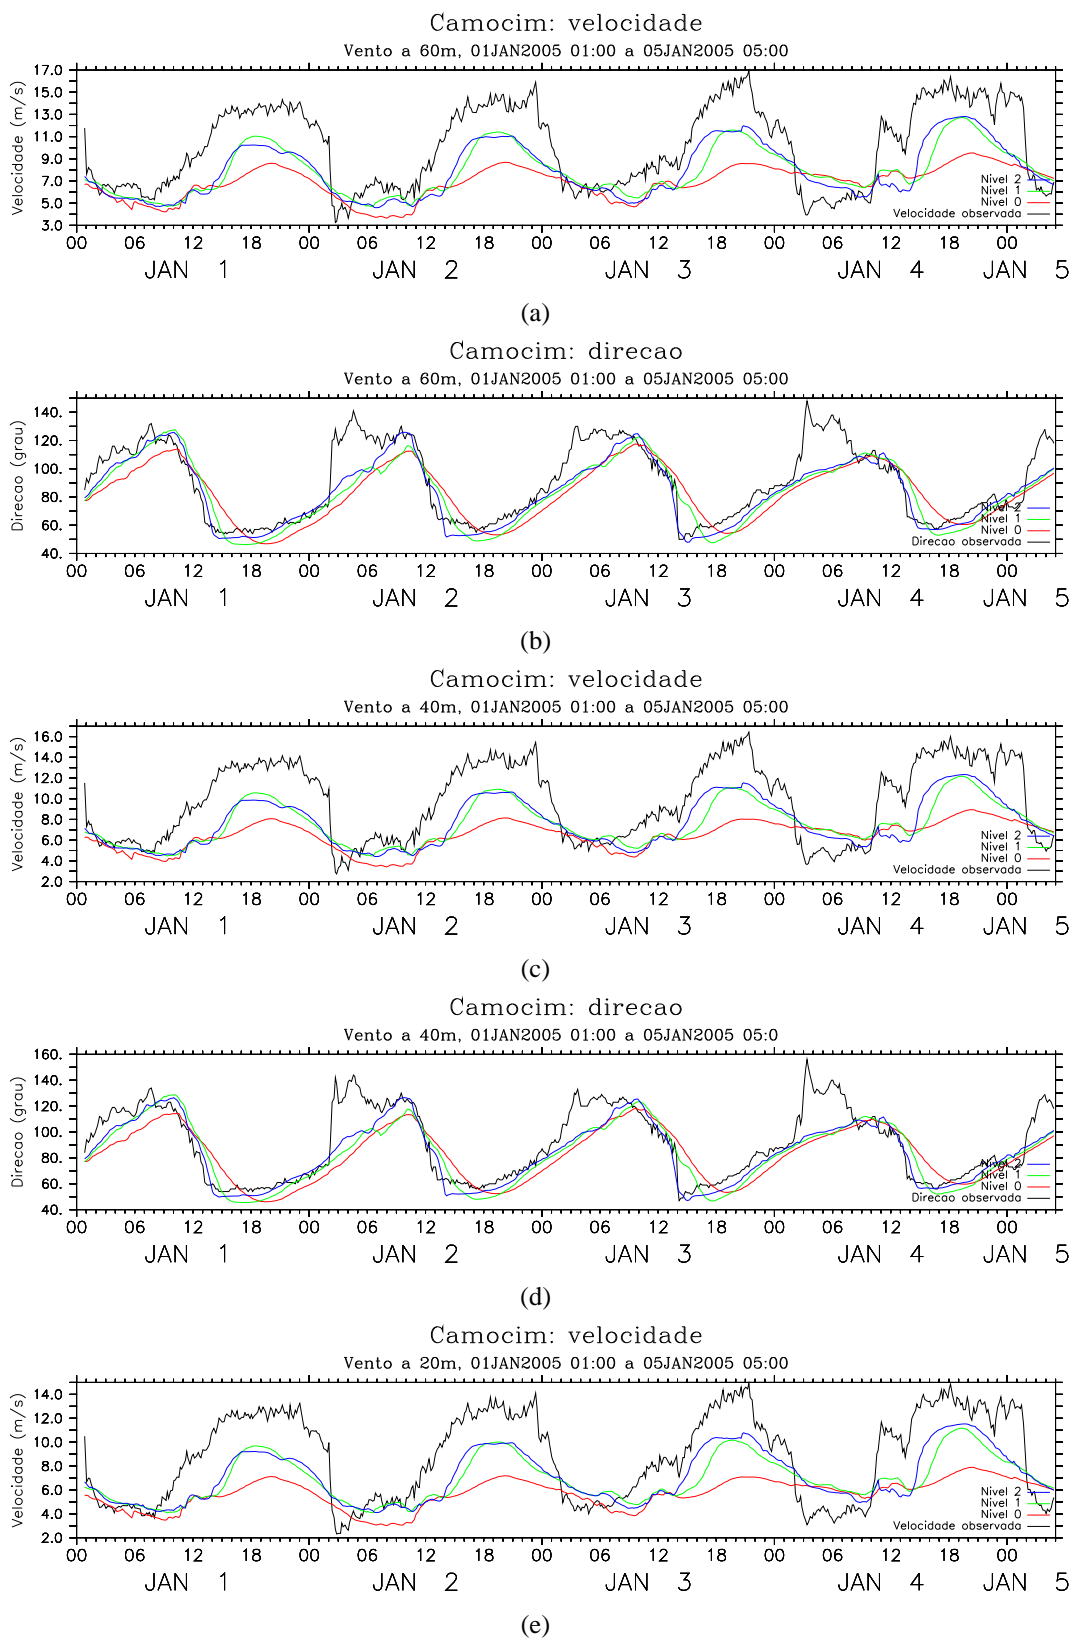 Camocim: velocidade
Vento a 60m, 01JAN2005 01:00 a 05JAN2005 05:00
Velocidade (m/s)
17.0
15.0
13.0
11.0
9.0
7.0
5.0
3.0
Nivel 2
Nivel 1
Nivel 0
Velocidade observada
00 06 12 18 00 06 12 18 00 06 12 18 00 06 12 18 00
JAN 1 JAN 2 JAN 3 JAN 4 JAN 5
(a)
Camocim: direcao
Vento a 60m, 01JAN2005 01:00 a 05JAN2005 05:00
Direcao (grau)
140.
120.
100.
80.
60.
40.
Nivel 2
Nivel 1
Nivel 0
Direcao observada
00 06 12 18 00 06 12 18 00 06 12 18 00 06 12 18 00
JAN 1 JAN 2 JAN 3 JAN 4 JAN 5
(b)
Camocim: velocidade
Vento a 40m, 01JAN2005 01:00 a 05JAN2005 05:00
Velocidade (m/s)
16.0
14.0
12.0
10.0
8.0
6.0
4.0
2.0
Nivel 2
Nivel 1
Nivel 0
Velocidade observada
00 06 12 18 00 06 12 18 00 06 12 18 00 06 12 18 00
JAN 1 JAN 2 JAN 3 JAN 4 JAN 5
(c)
Camocim: direcao
Vento a 40m, 01JAN2005 01:00 a 05JAN2005 05:0
Direcao (grau)
160.
140.
120.
100.
80.
60.
40.
Nivel 2
Nivel 1
Nivel 0
Direcao observada
00 06 12 18 00 06 12 18 00 06 12 18 00 06 12 18 00
JAN 1 JAN 2 JAN 3 JAN 4 JAN 5
(d)
Camocim: velocidade
Vento a 20m, 01JAN2005 01:00 a 05JAN2005 05:00
Velocidade (m/s)
14.0
12.0
10.0
8.0
6.0
4.0
2.0
Nivel 2
Nivel 1
Nivel 0
Velocidade observada
00 06 12 18 00 06 12 18 00 06 12 18 00 06 12 18 00
JAN 1 JAN 2 JAN 3 JAN 4 JAN 5
(e)